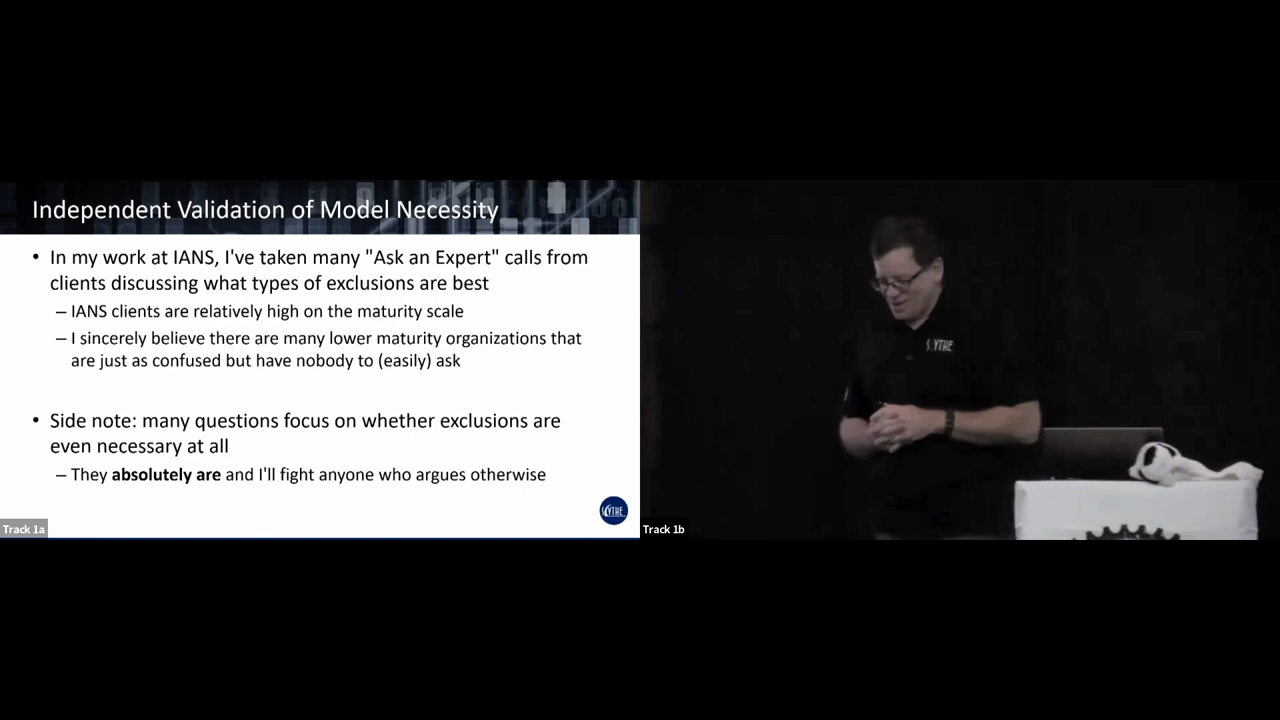 Independent Validation of Model Necessity
• In my work at IANS, I've taken many "Ask an Expert" calls from
clients discussing what types of exclusions are best
– IANS clients are relatively high on the maturity scale
– I sincerely believe there are many lower maturity organizations that
are just as confused but have nobody to (easily) ask
• Side note: many questions focus on whether exclusions are
even necessary at all
– They absolutely are and I'll fight anyone who argues otherwise
SCYTHE
Track 1a
SCYTHE
Track 1b